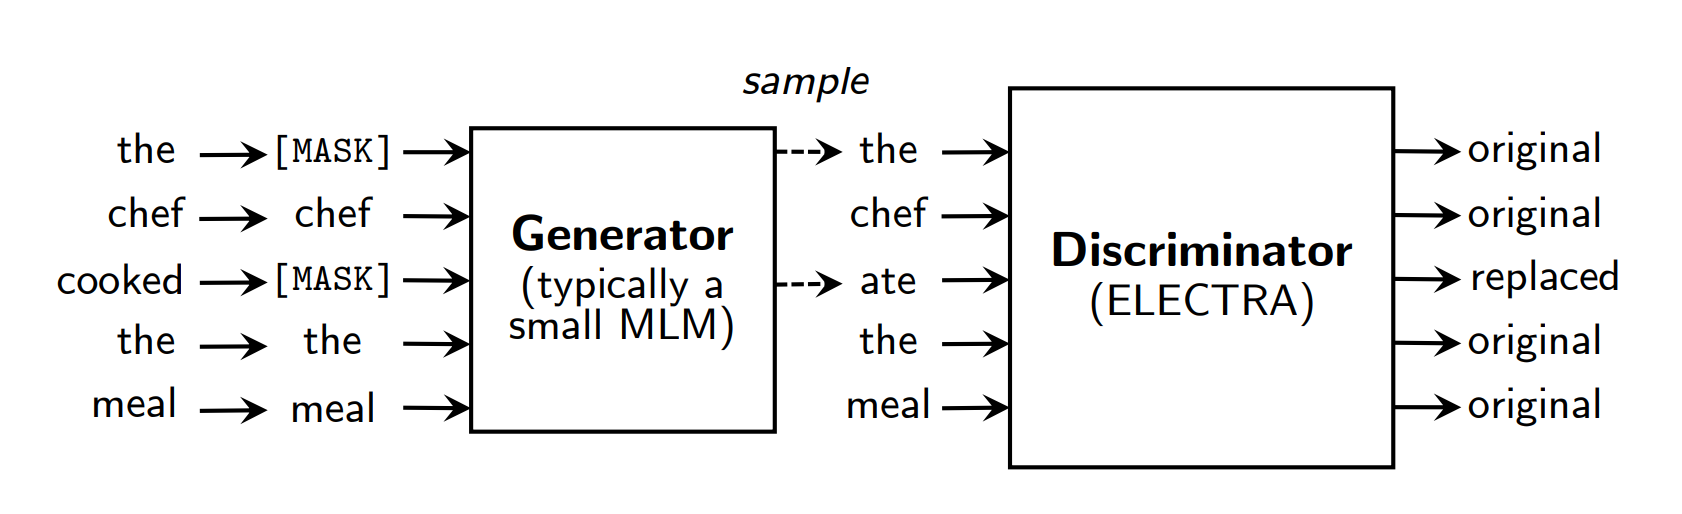 sample
the [MASK] the original
chef chef chef original
cooked [MASK] ate replaced
the the the original
meal meal meal original
Generator
(typically a
small MLM)
Discriminator
(ELECTRA)